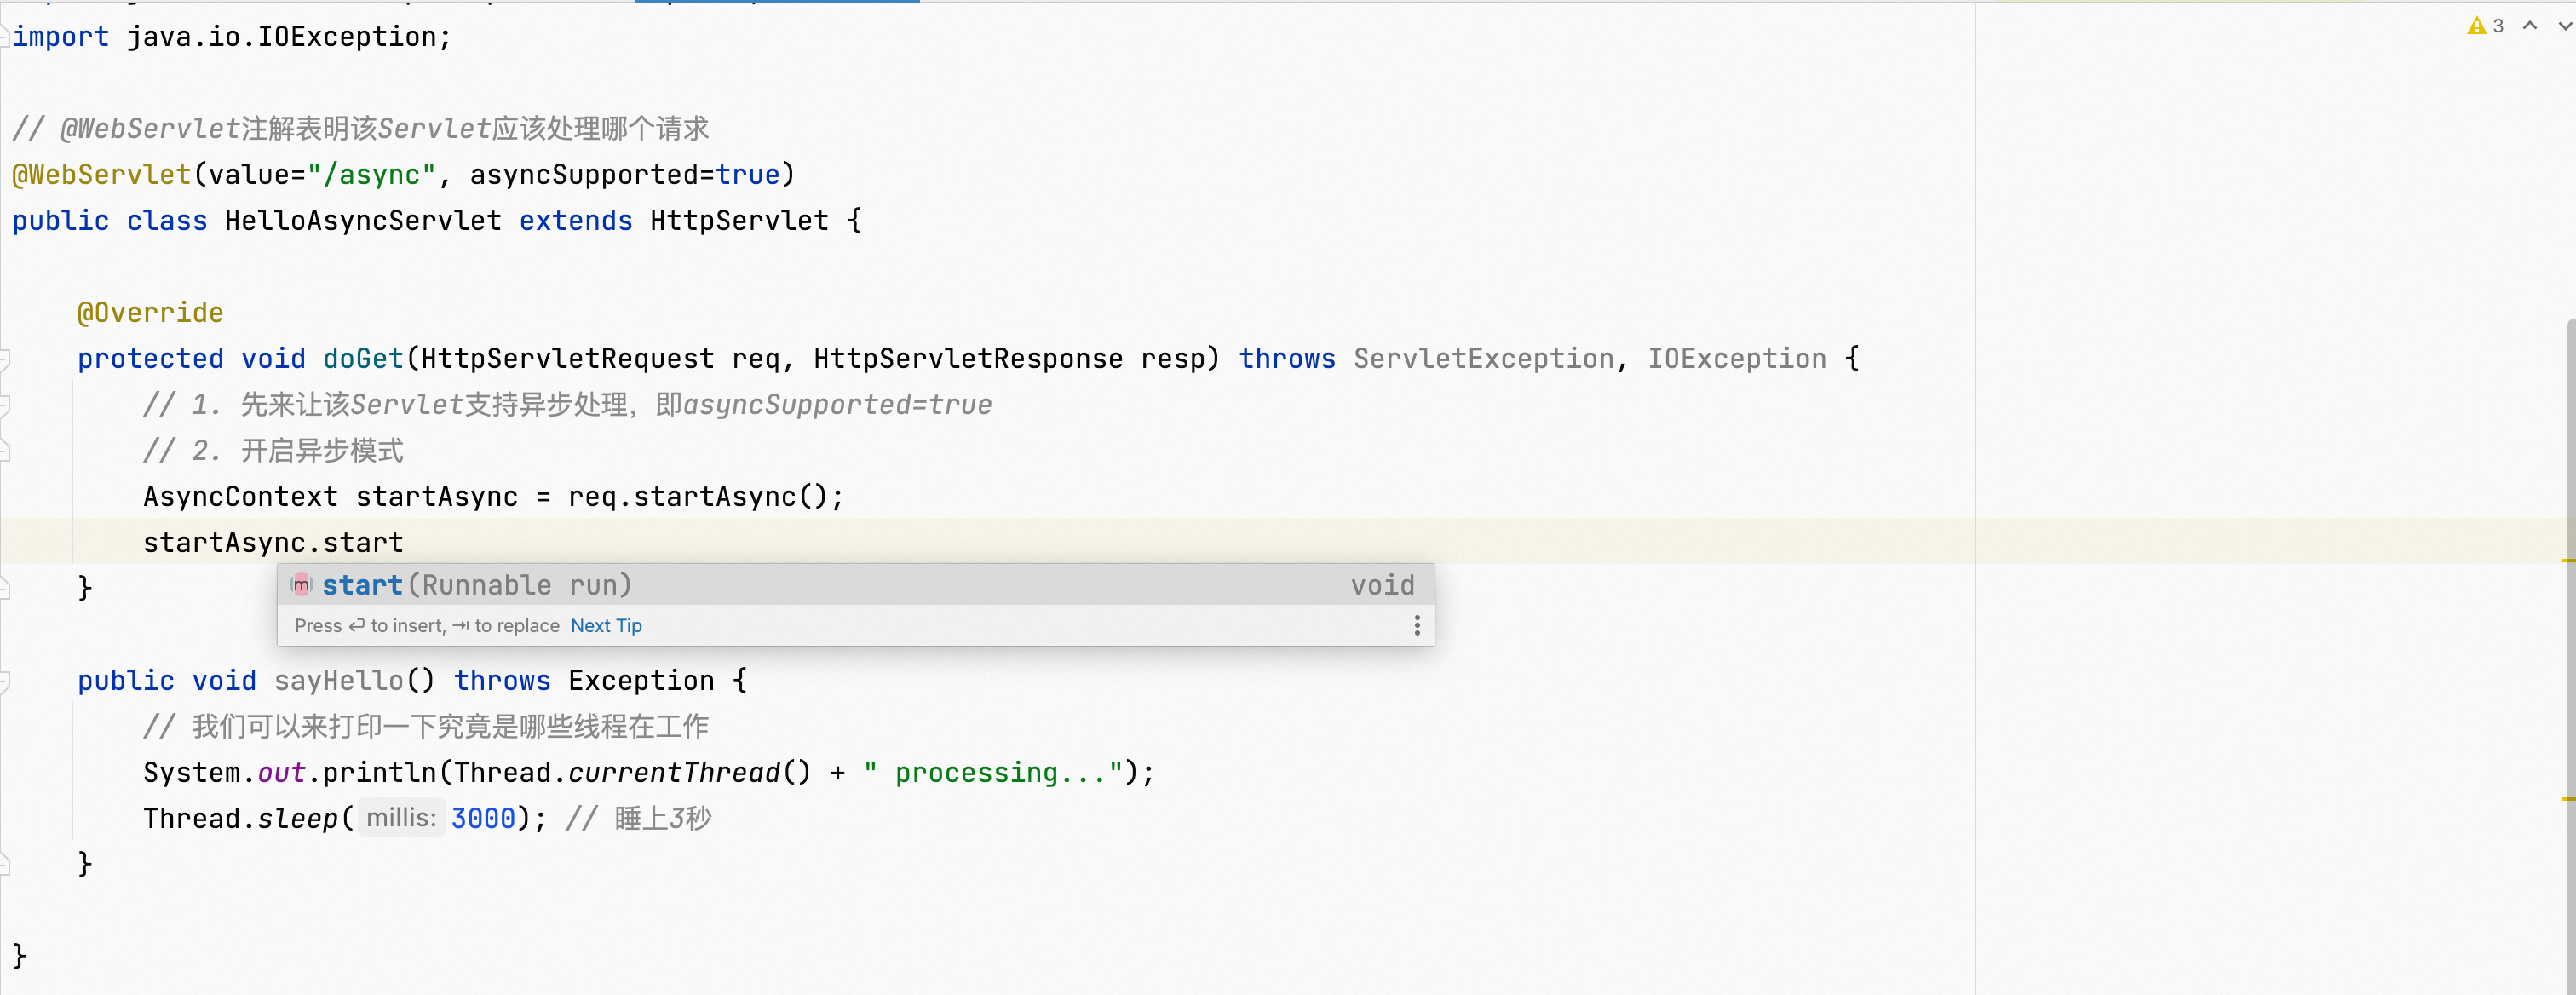 import java.io.IOException;
3
// @WebServlet注解表明该Servlet应该处理哪个请求
@WebServlet(value="/async", asyncSupported=true)
public class HelloAsyncServlet extends HttpServlet {
@Override
protected void doGet(HttpServletRequest req, HttpServletResponse resp) throws ServletException, IOException {
// 1. 先来让该Servlet支持异步处理，即asyncSupported=true
// 2. 开启异步模式
AsyncContext startAsync = req.startAsync();
startAsync.start
start(Runnable run) void
}
Press ↵ to insert, ⇥ to replace Next Tip
public void sayHello() throws Exception {
// 我们可以来打印一下究竟是哪些线程在工作
System.out.println(Thread.currentThread() + " processing...");
Thread.sleep( millis: 3000); // 睡上3秒
}
}